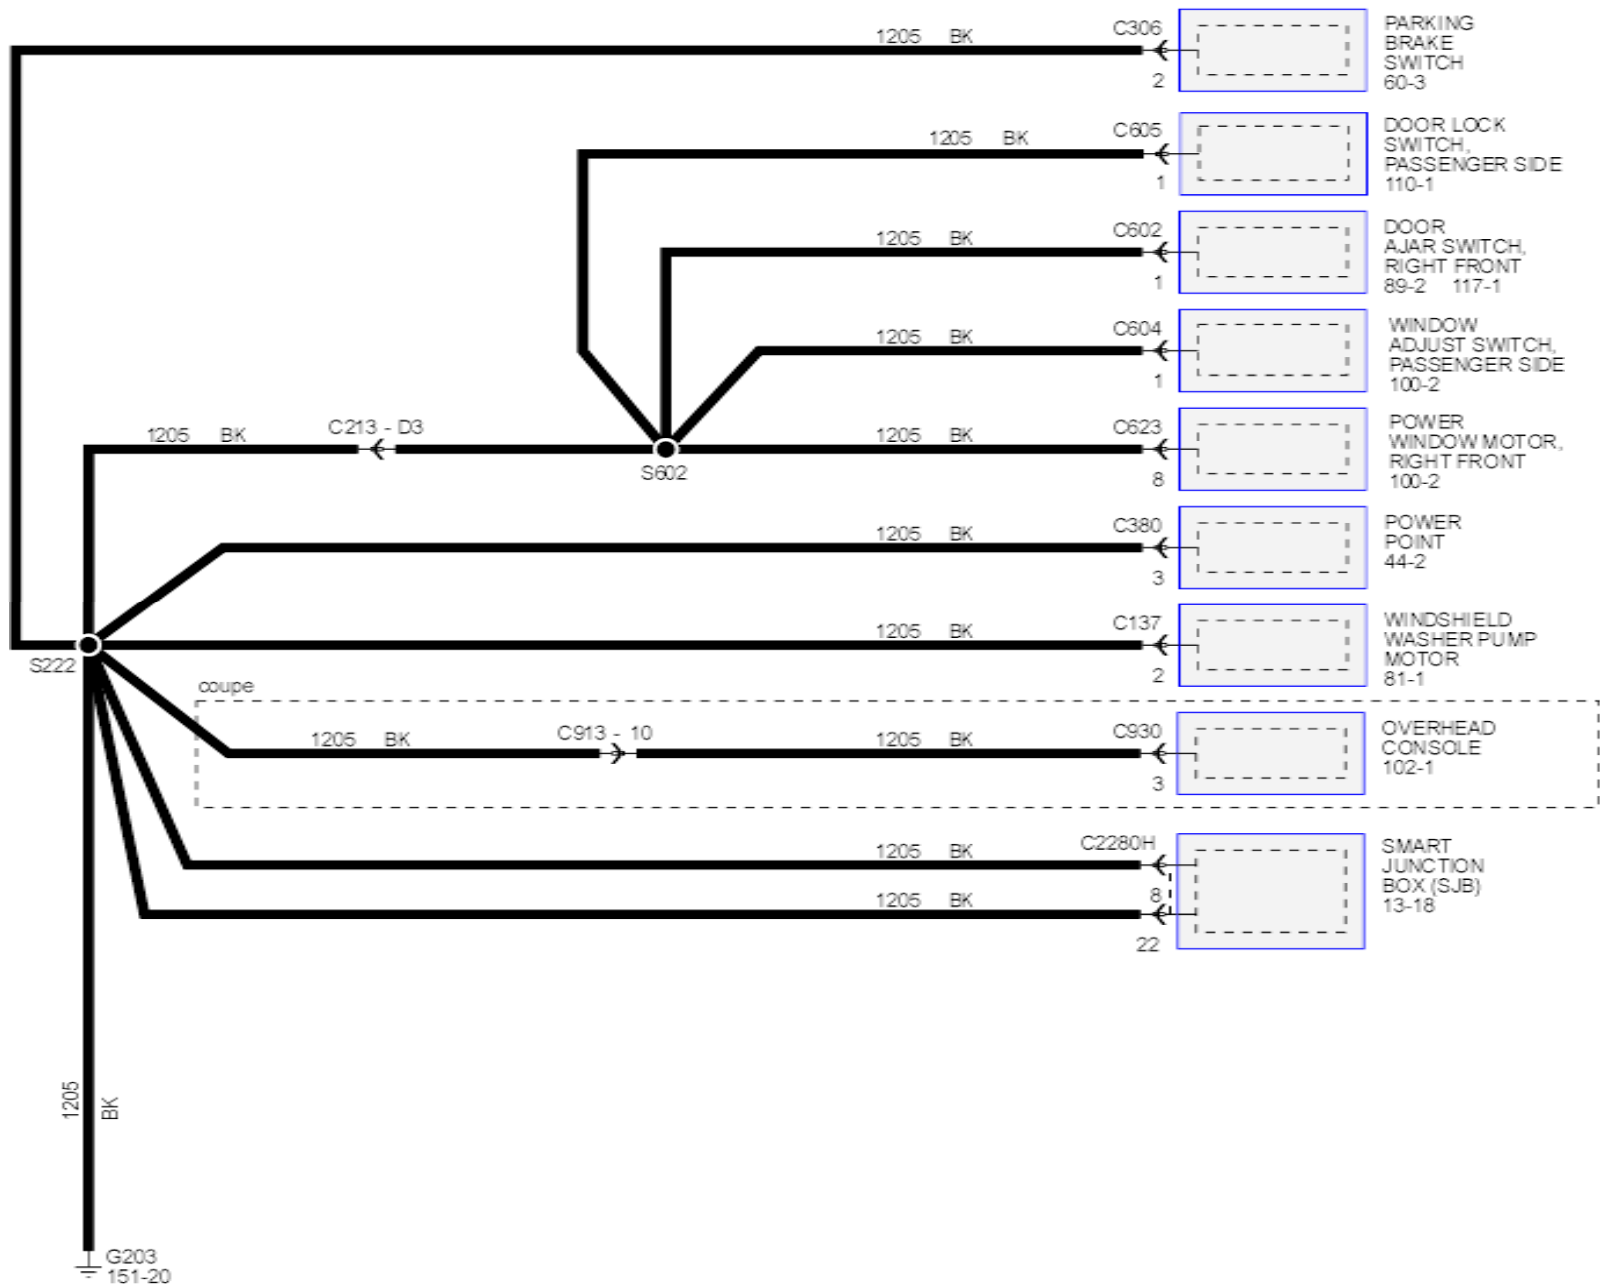 1205 BK C306
2
PARKING
BRAKE
SWITCH
60-3
1205 BK C605
1
DOOR LOCK
SWITCH,
PASSENGER SIDE
110-1
1205 BK C602
1
DOOR
AJAR SWITCH,
RIGHT FRONT
89-2 117-1
1205 BK C604
1
WINDOW
ADJUST SWITCH,
PASSENGER SIDE
100-2
1205 BK C213 - D3
S602
1205 BK C623
8
POWER
WINDOW MOTOR,
RIGHT FRONT
100-2
1205 BK C380
3
POWER
POINT
44-2
S222
1205 BK C137
2
WINDSHIELD
WASHER PUMP
MOTOR
81-1
coupe
1205 BK C913 - 10 1205 BK C930
3
OVERHEAD
CONSOLE
102-1
1205 BK C2280H
8
1205 BK
22
SMART
JUNCTION
BOX (SJB)
13-18
1205 BK
G203
151-20